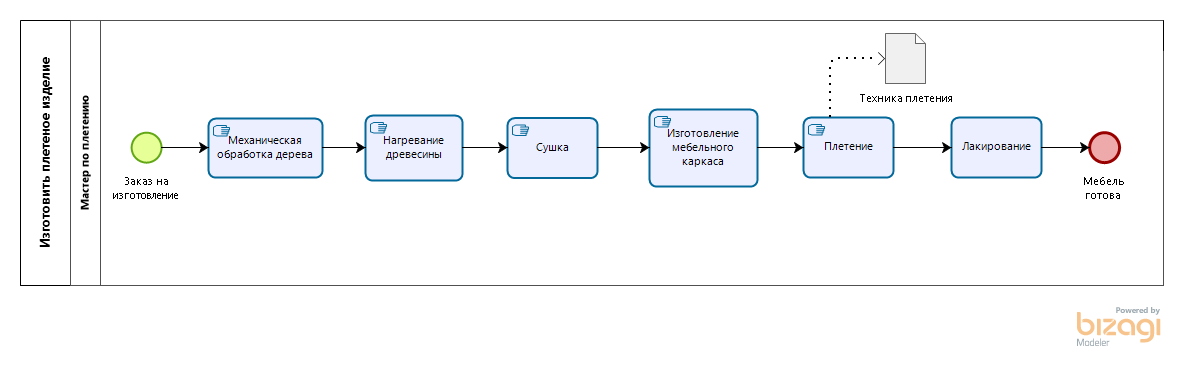 Изготовить плетеное изделие
Мастер по плетению
Заказ на
изготовление
Механическая
обработка дерева
Нагревание
древесины
Сушка
Изготовление
мебельного
каркаса
Плетение
Техника плетения
Лакирование
Мебель
готова
Powered by
bizagi
Modeler